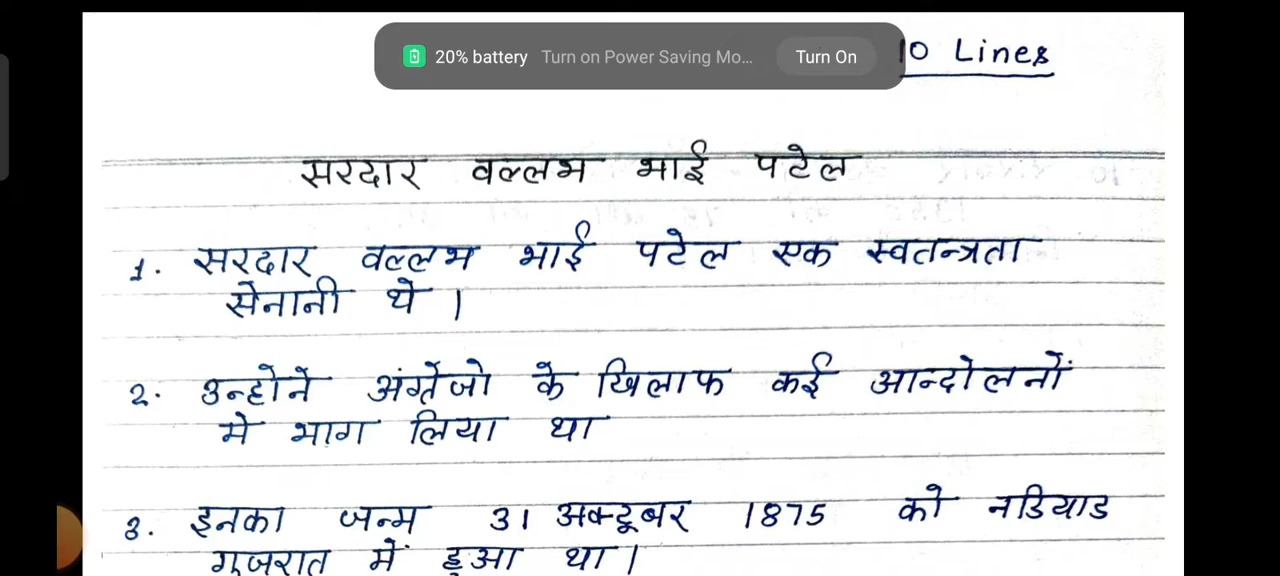 20% battery Turn on Power Saving Mo... Turn On
10 Lines
सरदार वल्लभ भाई पटेल
1. सरदार वल्लभ भाई पटेल एक स्वतन्त्रता
सेनानी थे।
2. उन्होने अंग्रेजो के खिलाफ कई आन्दोलनों
मे भाग लिया था
3. इनका जन्म 31 अक्टूबर 1875 को नडियाड
गुजरात में हुआ था।